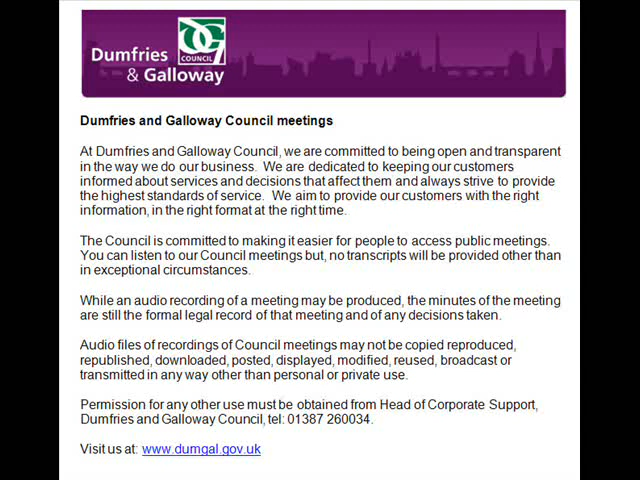 Dumfries
COUNCIL
& Galloway
Dumfries and Galloway Council meetings
At Dumfries and Galloway Council, we are committed to being open and transparent
in the way we do our business.  We are dedicated to keeping our customers
informed about services and decisions that affect them and always strive to provide
the highest standards of service.  We aim to provide our customers with the right
information, in the right format at the right time.
The Council is committed to making it easier for people to access public meetings.
You can listen to our Council meetings but, no transcripts will be provided other than
in exceptional circumstances.
While an audio recording of a meeting may be produced, the minutes of the meeting
are still the formal legal record of that meeting and of any decisions taken.
Audio files of recordings of Council meetings may not be copied reproduced,
republished, downloaded, posted, displayed, modified, reused, broadcast or
transmitted in any way other than personal or private use.
Permission for any other use must be obtained from Head of Corporate Support,
Dumfries and Galloway Council, tel: 01387 260034.
Visit us at: www.dumgal.gov.uk